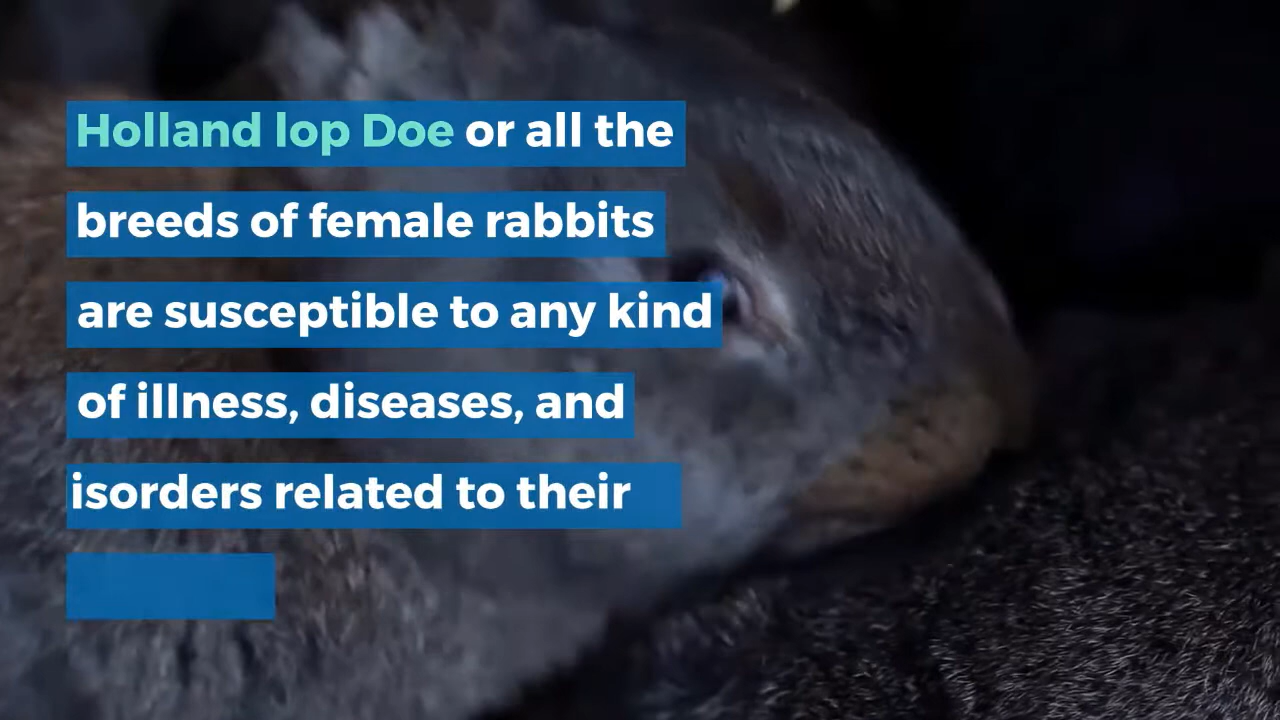 Holland lop Doe or all the
breeds of female rabbits
are susceptible to any kind
of illness, diseases, and
isorders related to their